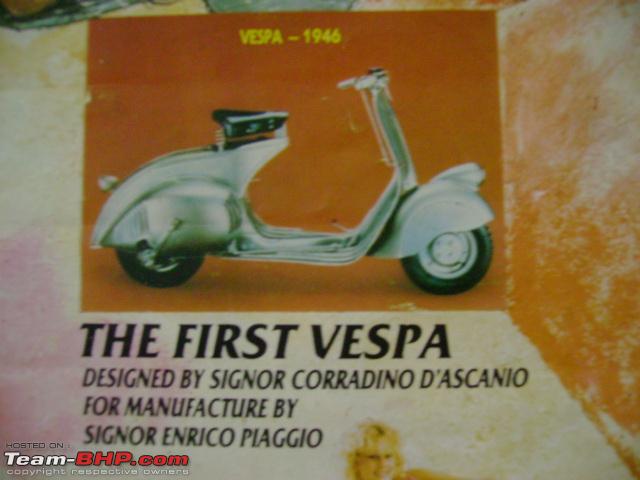 VESPA – 1946
THE FIRST VESPA
DESIGNED BY SIGNOR CORRADINO D'ASCANIO
FOR MANUFACTURE BY
SIGNOR ENRICO PIAGGIO
HOSTED ON :
Team-BHP.com
copyright respective owners